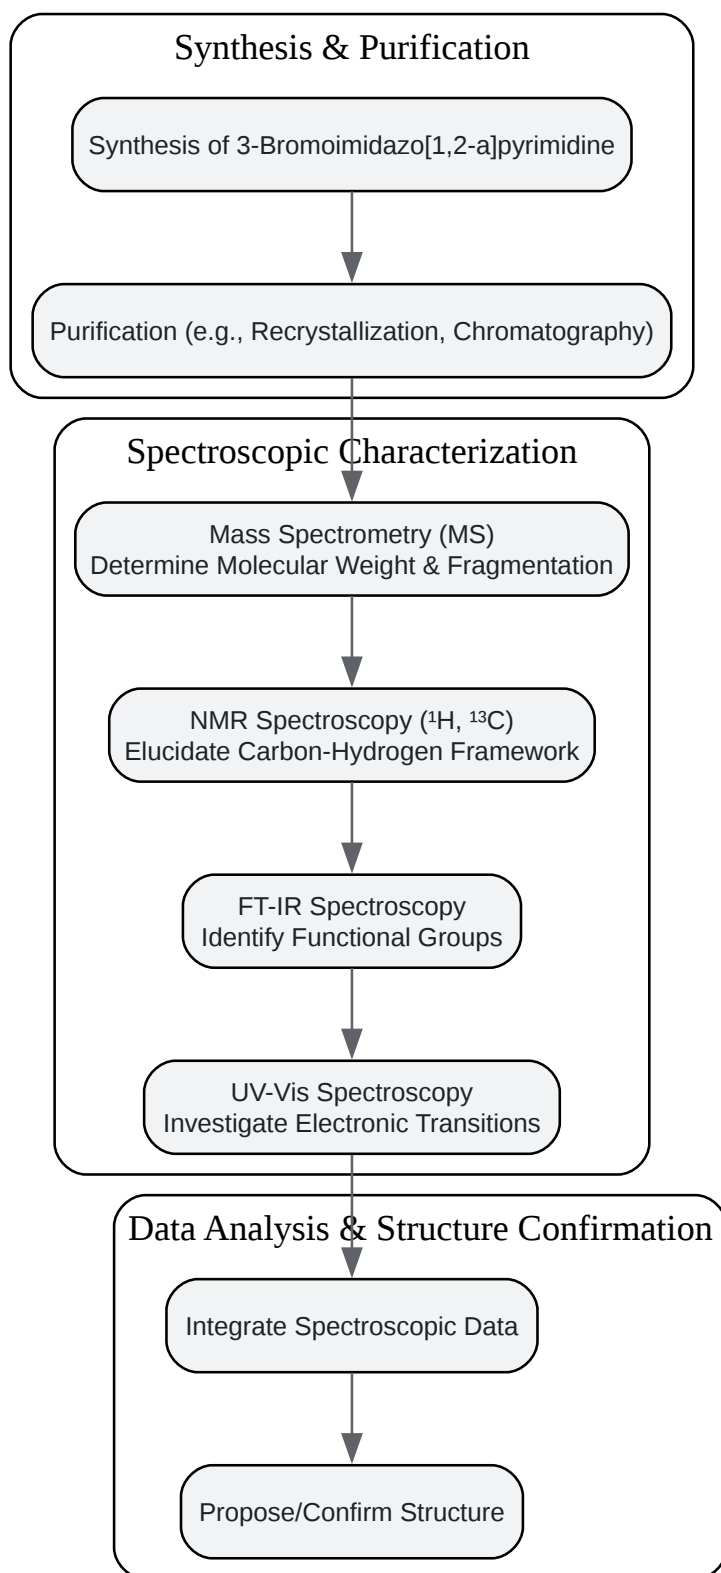 Synthesis & Purification
Synthesis of 3-Bromoimidazo[1,2-a]pyrimidine
Purification (e.g., Recrystallization, Chromatography)
Spectroscopic Characterization
Mass Spectrometry (MS)
Determine Molecular Weight & Fragmentation
NMR Spectroscopy (¹H, ¹³C)
Elucidate Carbon-Hydrogen Framework
FT-IR Spectroscopy
Identify Functional Groups
UV-Vis Spectroscopy
Investigate Electronic Transitions
Data Analysis & Structure Confirmation
Integrate Spectroscopic Data
Propose/Confirm Structure